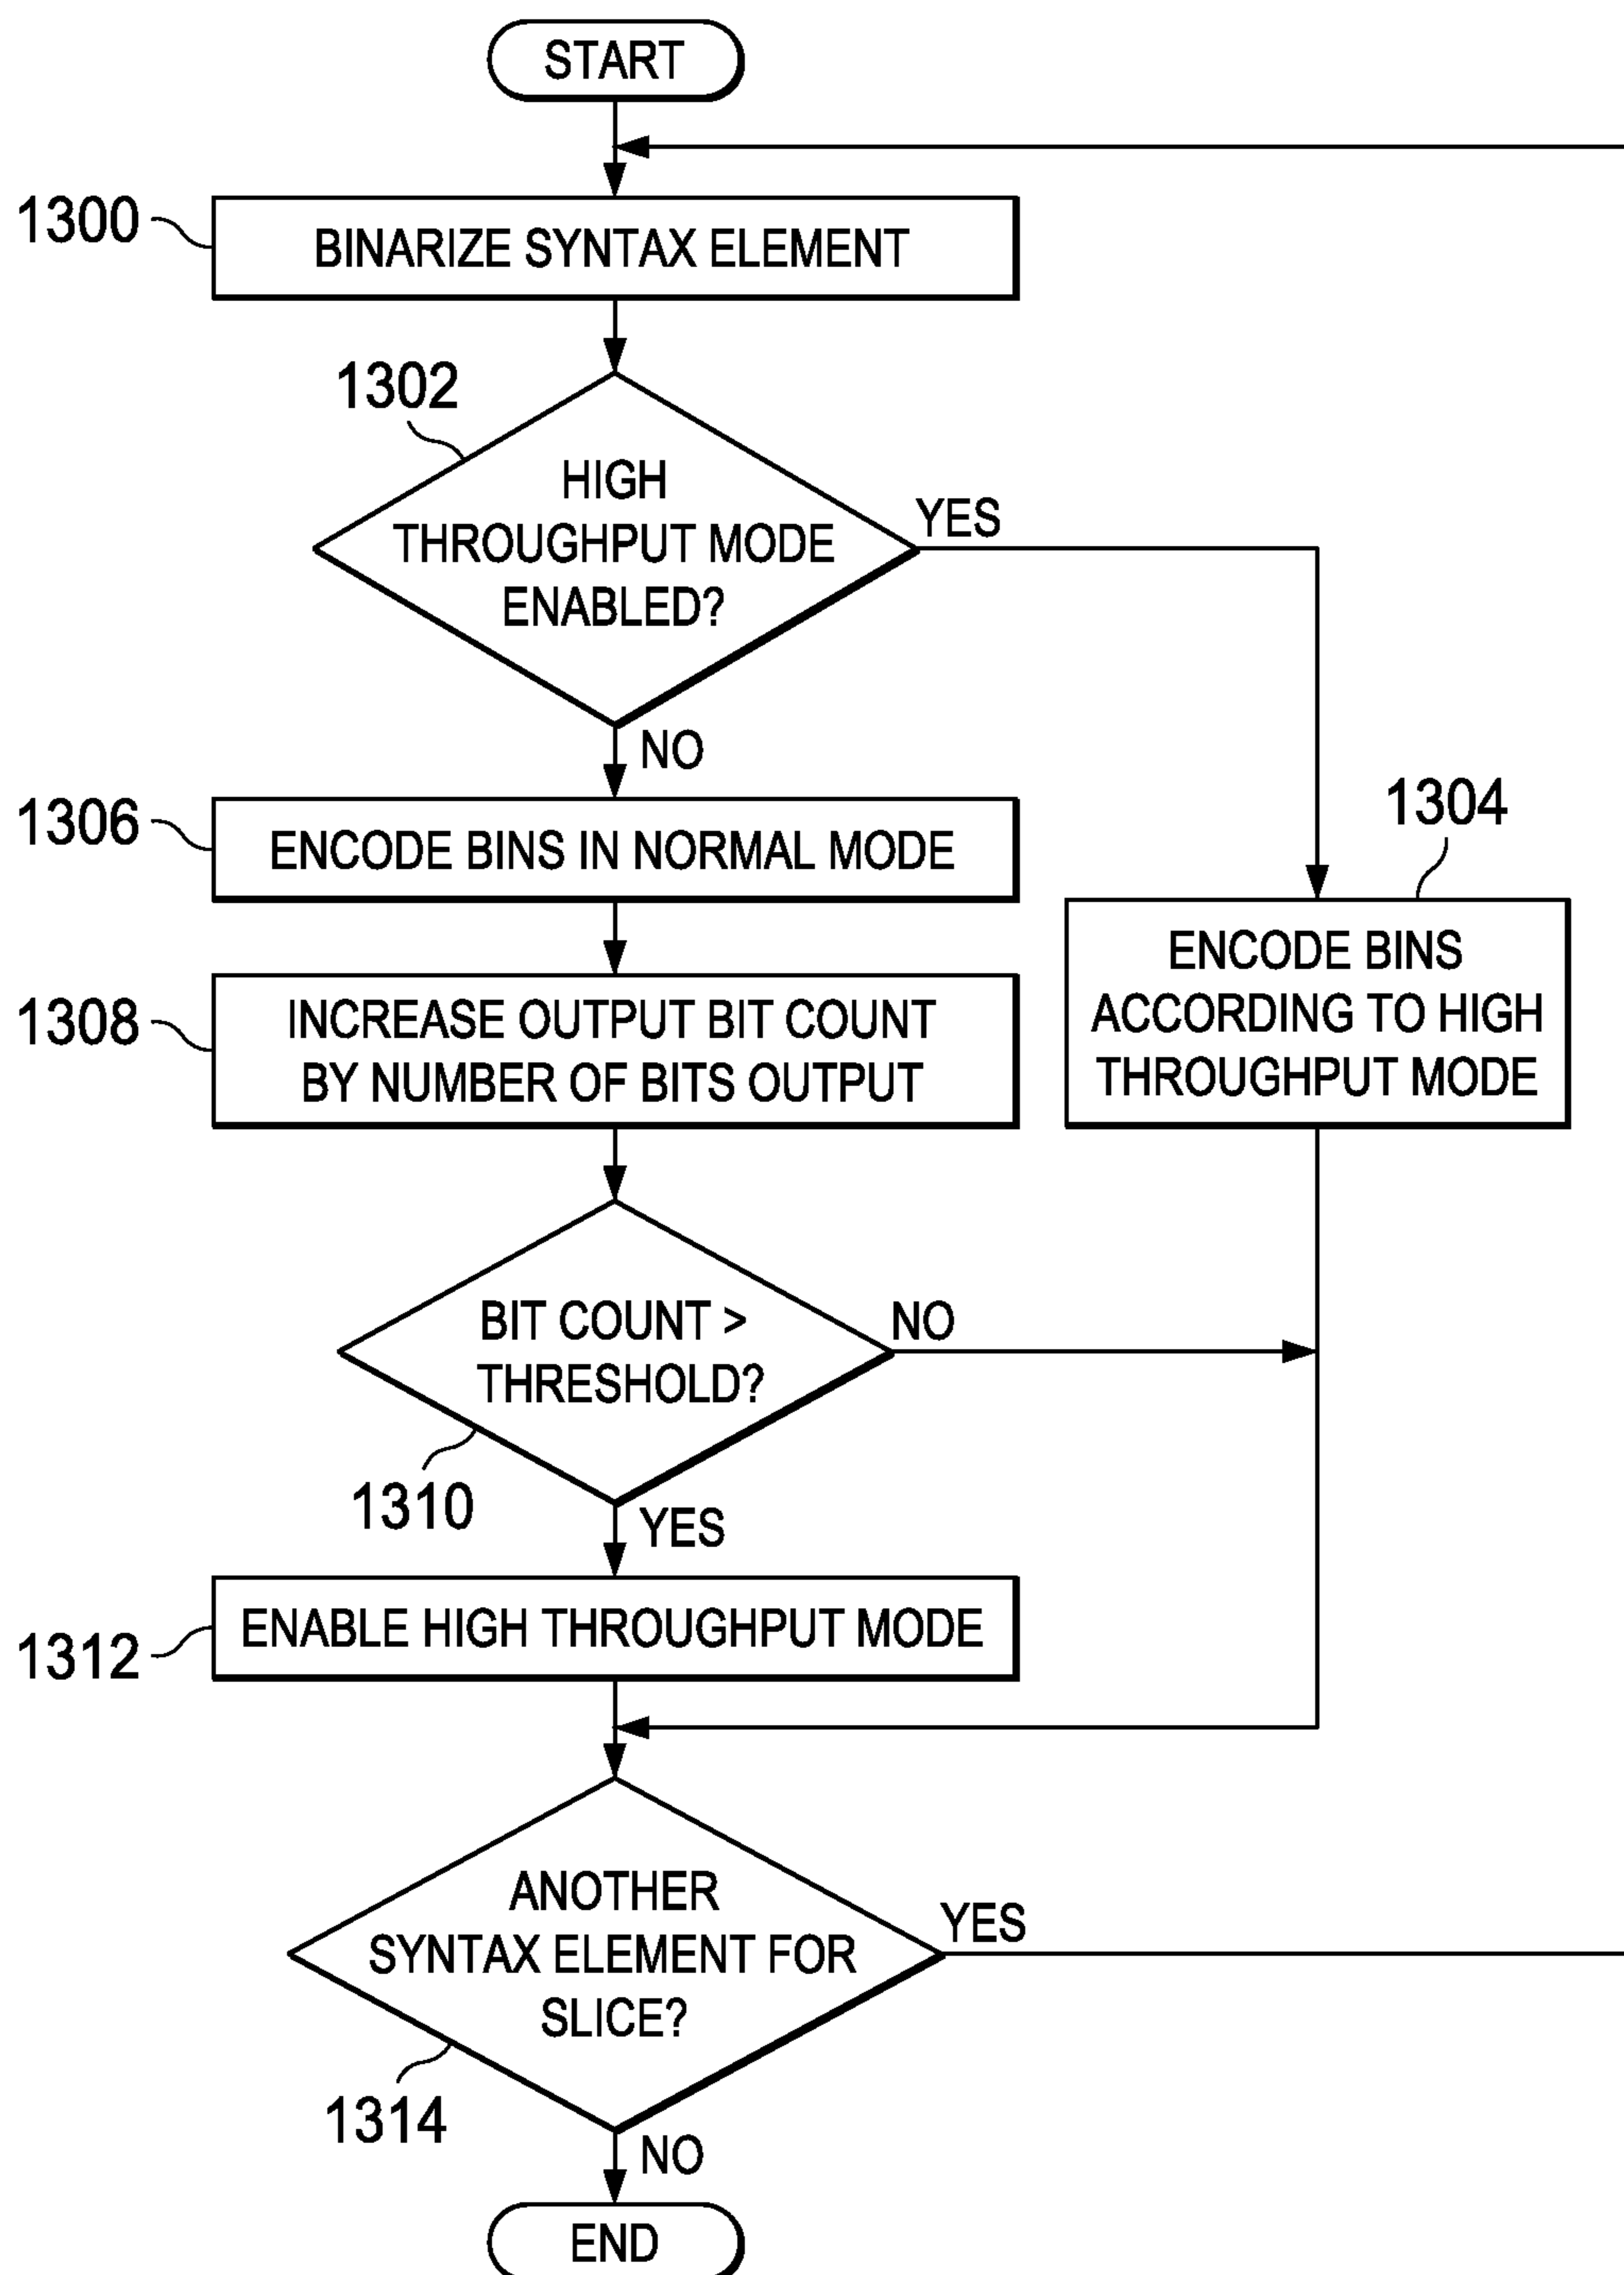 START
1300
BINARIZE SYNTAX ELEMENT
1302
HIGH
THROUGHPUT MODE
ENABLED?
YES
NO
1306
ENCODE BINS IN NORMAL MODE
1304
ENCODE BINS
ACCORDING TO HIGH
THROUGHPUT MODE
1308
INCREASE OUTPUT BIT COUNT
BY NUMBER OF BITS OUTPUT
BIT COUNT >
THRESHOLD?
NO
1310
YES
1312
ENABLE HIGH THROUGHPUT MODE
ANOTHER
SYNTAX ELEMENT FOR
SLICE?
YES
1314
NO
END